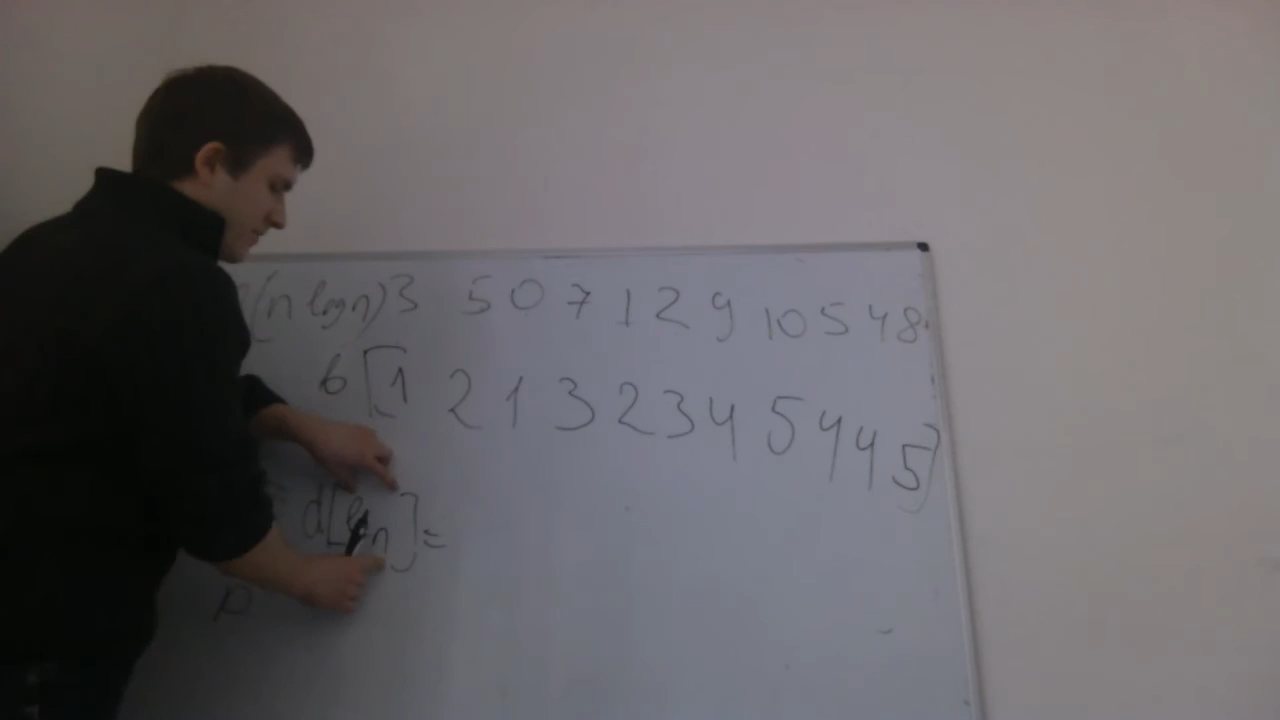 (n log n) 3 5 0 7 1 2 9 10 5 4 8
b [1 2 1 3 2 3 4 5 4 4 5]
= d[len] =
p